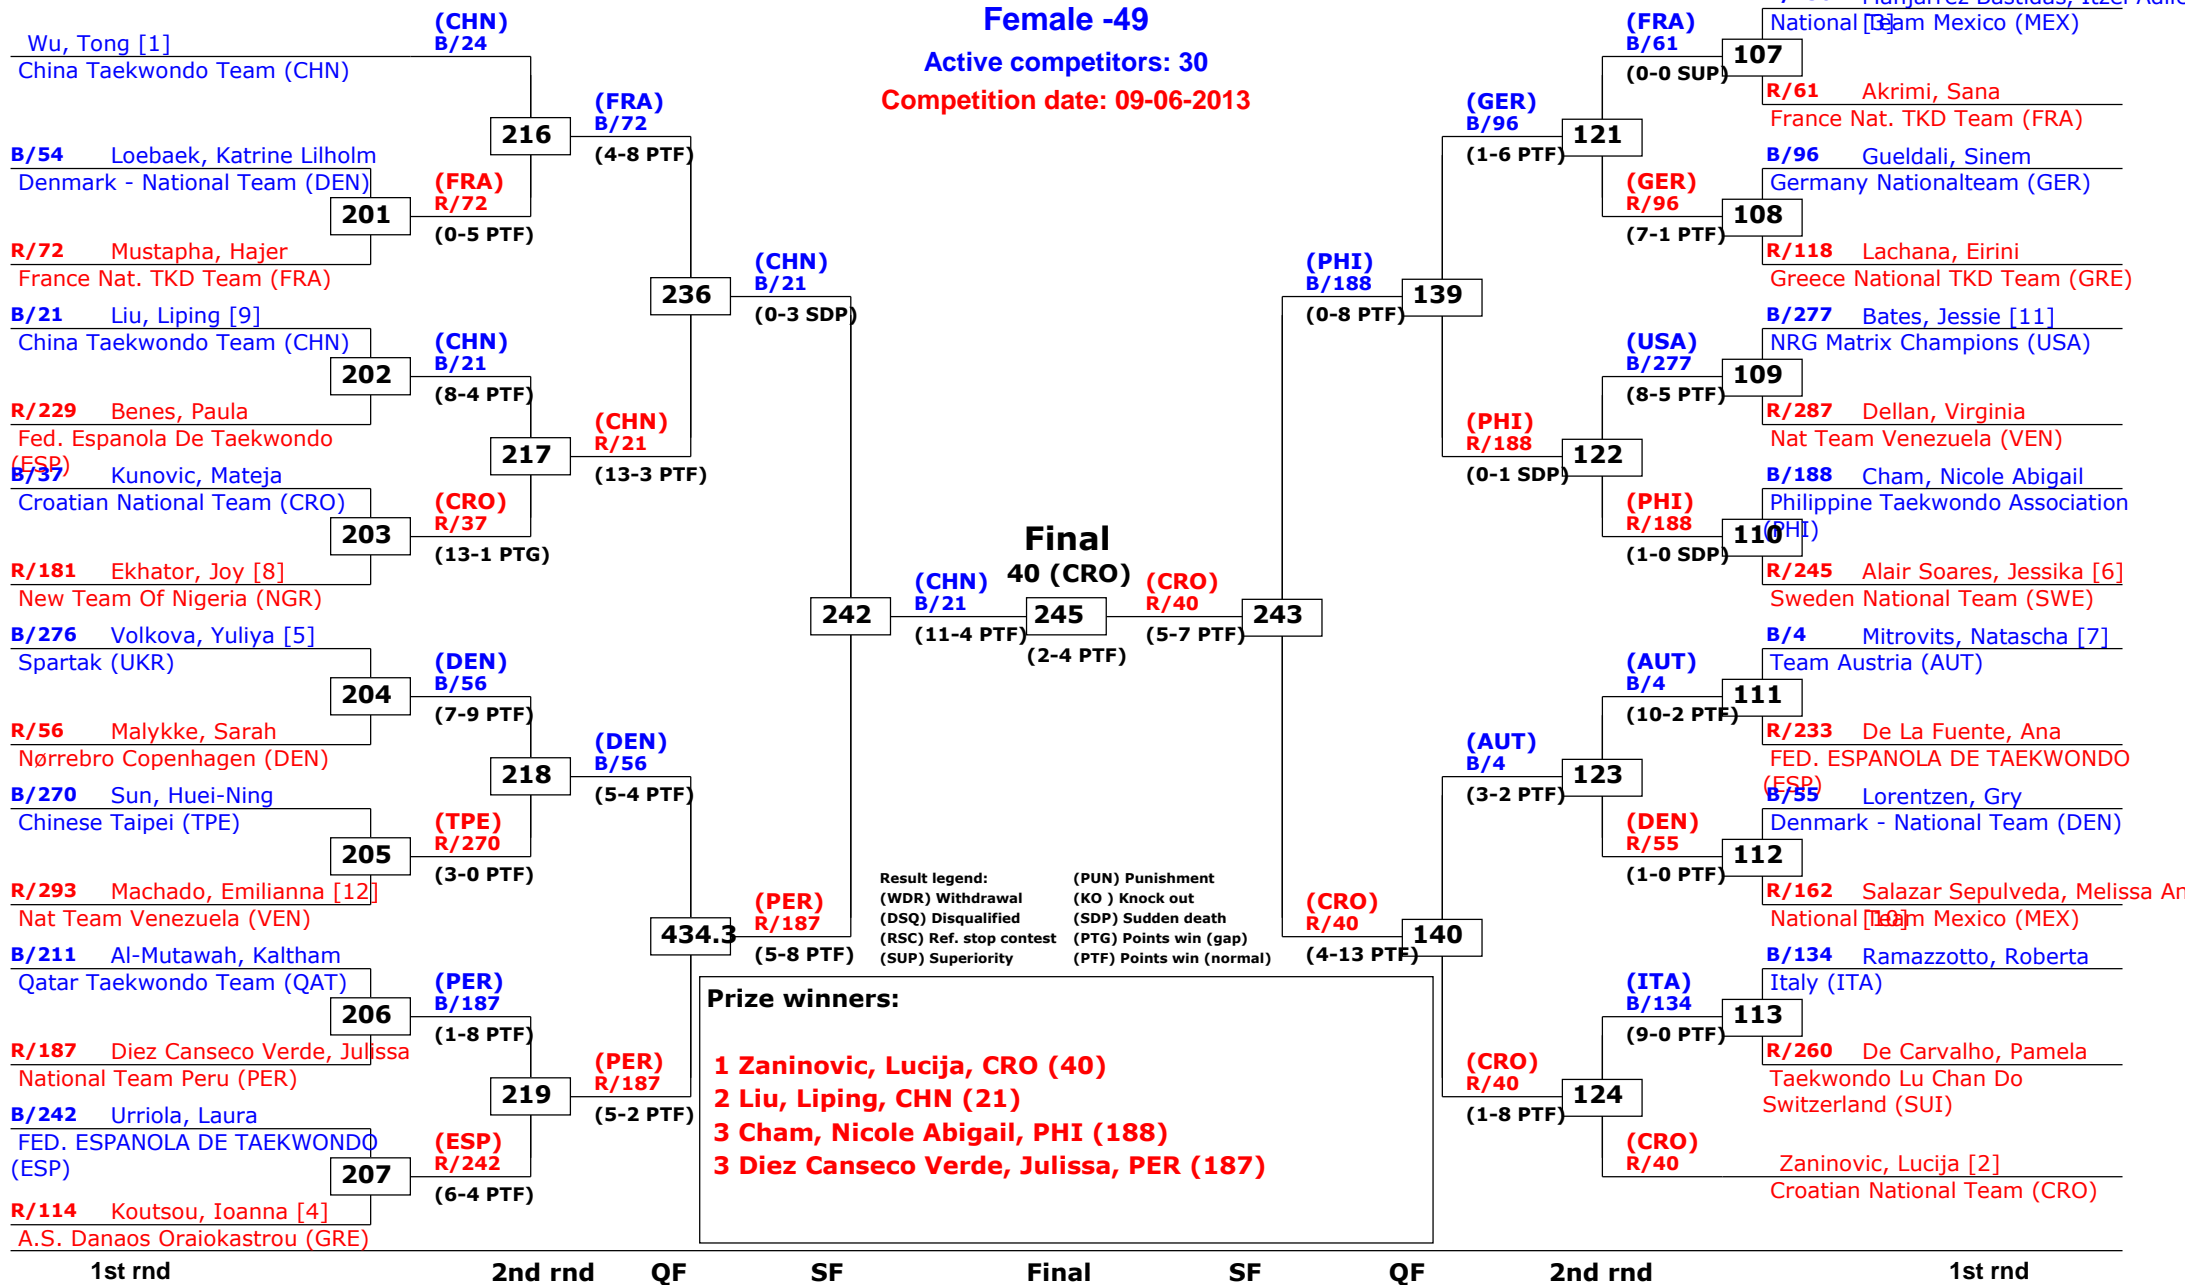 Female -49
Active competitors: 30
Competition date: 09-06-2013
Wu, Tong [1]
China Taekwondo Team (CHN)
B/54 Loebaek, Katrine Lilholm
Denmark - National Team (DEN)
201
R/72 Mustapha, Hajer
France Nat. TKD Team (FRA)
B/21 Liu, Liping [9]
China Taekwondo Team (CHN)
202
R/229 Benes, Paula
Fed. Espanola De Taekwondo
(ESP)
B/37 Kunovic, Mateja
Croatian National Team (CRO)
203
R/181 Ekhator, Joy [8]
New Team Of Nigeria (NGR)
B/276 Volkova, Yuliya [5]
Spartak (UKR)
204
R/56 Malykke, Sarah
Nørrebro Copenhagen (DEN)
B/270 Sun, Huei-Ning
Chinese Taipei (TPE)
205
R/293 Machado, Emilianna [12]
Nat Team Venezuela (VEN)
B/211 Al-Mutawah, Kaltham
Qatar Taekwondo Team (QAT)
206
R/187 Diez Canseco Verde, Julissa
National Team Peru (PER)
B/242 Urriola, Laura
FED. ESPANOLA DE TAEKWONDO
(ESP)
207
R/114 Koutsou, Ioanna [4]
A.S. Danaos Oraiokastrou (GRE)
(CHN)
B/24
216
(FRA)
R/72
(0-5 PTF)
(CHN)
B/21
(8-4 PTF)
217
(CRO)
R/37
(13-1 PTG)
(DEN)
B/56
(7-9 PTF)
218
(TPE)
R/270
(3-0 PTF)
(PER)
B/187
(1-8 PTF)
219
(ESP)
R/242
(6-4 PTF)
(FRA)
B/72
(4-8 PTF)
236
(CHN)
R/21
(13-3 PTF)
(DEN)
B/56
(5-4 PTF)
434.3
(PER)
R/187
(5-2 PTF)
(CHN)
B/21
(0-3 SDP)
242
(PER)
R/187
(5-8 PTF)
(CHN)
B/21
(11-4 PTF)
Final
40 (CRO)
245
(2-4 PTF)
(CRO)
R/40
(5-7 PTF)
243
(PHI)
B/188
(0-8 PTF)
(CRO)
R/40
(4-13 PTF)
139
140
(GER)
B/96
(1-6 PTF)
(PHI)
R/188
(0-1 SDP)
(AUT)
B/4
(3-2 PTF)
(CRO)
R/40
(1-8 PTF)
121
122
123
124
(FRA)
B/61
(0-0 SUP)
(GER)
R/96
(7-1 PTF)
(USA)
B/277
(8-5 PTF)
(PHI)
R/188
(1-0 SDP)
(AUT)
B/4
(10-2 PTF)
(DEN)
R/55
(1-0 PTF)
(ITA)
B/134
(9-0 PTF)
(CRO)
R/40
National Team Mexico (MEX)
[3]
107
R/61 Akrimi, Sana
France Nat. TKD Team (FRA)
B/96 Gueldali, Sinem
Germany Nationalteam (GER)
108
R/118 Lachana, Eirini
Greece National TKD Team (GRE)
B/277 Bates, Jessie [11]
NRG Matrix Champions (USA)
109
R/287 Dellan, Virginia
Nat Team Venezuela (VEN)
B/188 Cham, Nicole Abigail
Philippine Taekwondo Association
(PHI)
110
R/245 Alair Soares, Jessika [6]
Sweden National Team (SWE)
B/4 Mitrovits, Natascha [7]
Team Austria (AUT)
111
R/233 De La Fuente, Ana
FED. ESPANOLA DE TAEKWONDO
(ESP)
B/55 Lorentzen, Gry
Denmark - National Team (DEN)
112
R/162 Salazar Sepulveda, Melissa
National Team Mexico (MEX)
[10]
B/134 Ramazzotto, Roberta
Italy (ITA)
113
R/260 De Carvalho, Pamela
Taekwondo Lu Chan Do
Switzerland (SUI)
Zaninovic, Lucija [2]
Croatian National Team (CRO)
Result legend:
(WDR) Withdrawal
(DSQ) Disqualified
(RSC) Ref. stop contest
(SUP) Superiority
(PUN) Punishment
(KO ) Knock out
(SDP) Sudden death
(PTG) Points win (gap)
(PTF) Points win (normal)
Prize winners:
1 Zaninovic, Lucija, CRO (40)
2 Liu, Liping, CHN (21)
3 Cham, Nicole Abigail, PHI (188)
3 Diez Canseco Verde, Julissa, PER (187)
1st rnd 2nd rnd QF SF Final SF QF 2nd rnd 1st rnd